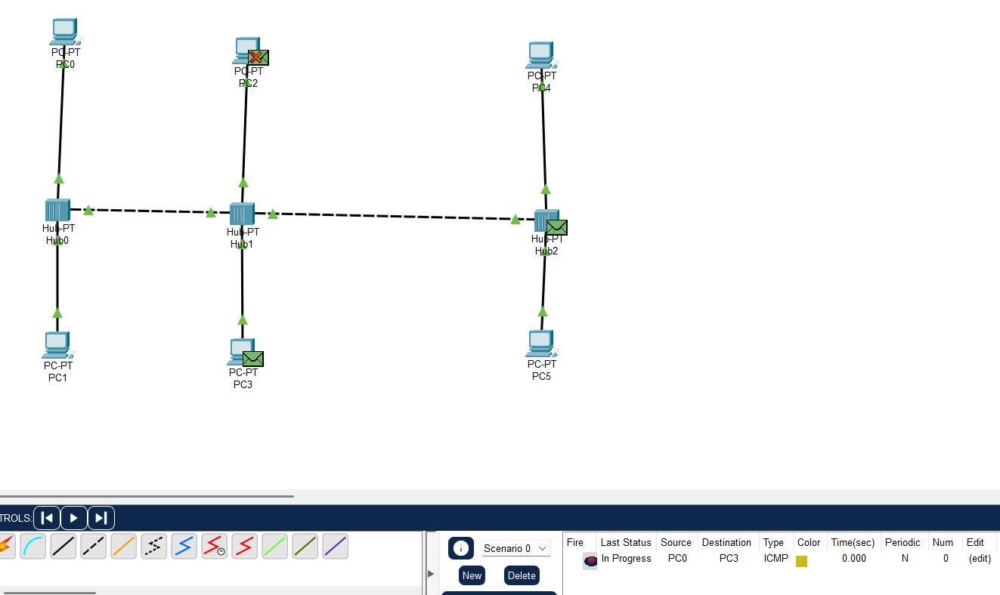 PC-PT
PC0
PC-PT
PC2
PC-PT
PC4
Hub-PT
Hub0
Hub-PT
Hub1
Hub-PT
Hub2
PC-PT
PC1
PC-PT
PC3
PC-PT
PC5
TROLS:
Scenario 0
New
Delete
Fire Last Status Source Destination Type Color Time(sec) Periodic Num Edit
In Progress PC0 PC3 ICMP 0.000 N 0 (edit)